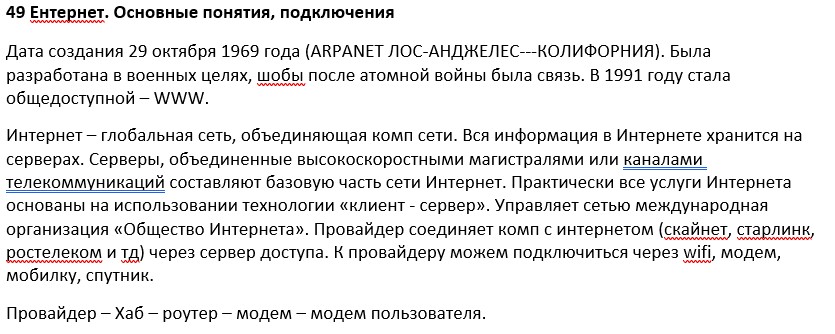 49 Ентернет. Основные понятия, подключения
Дата создания 29 октября 1969 года (ARPANET ЛОС-АНДЖЕЛЕС---КОЛИФОРНИЯ). Была
разработана в военных целях, шобы после атомной войны была связь. В 1991 году стала
общедоступной – WWW.
Интернет – глобальная сеть, объединяющая комп сети. Вся информация в Интернете хранится на
серверах. Серверы, объединенные высокоскоростными магистралями или каналами
телекоммуникаций составляют базовую часть сети Интернет. Практически все услуги Интернета
основаны на использовании технологии «клиент - сервер». Управляет сетью международная
организация «Общество Интернета». Провайдер соединяет комп с интернетом (скайнет, старлинк,
ростелеком и тд) через сервер доступа. К провайдеру можем подключиться через wifi, модем,
мобилку, спутник.
Провайдер – Хаб – роутер – модем – модем пользователя.